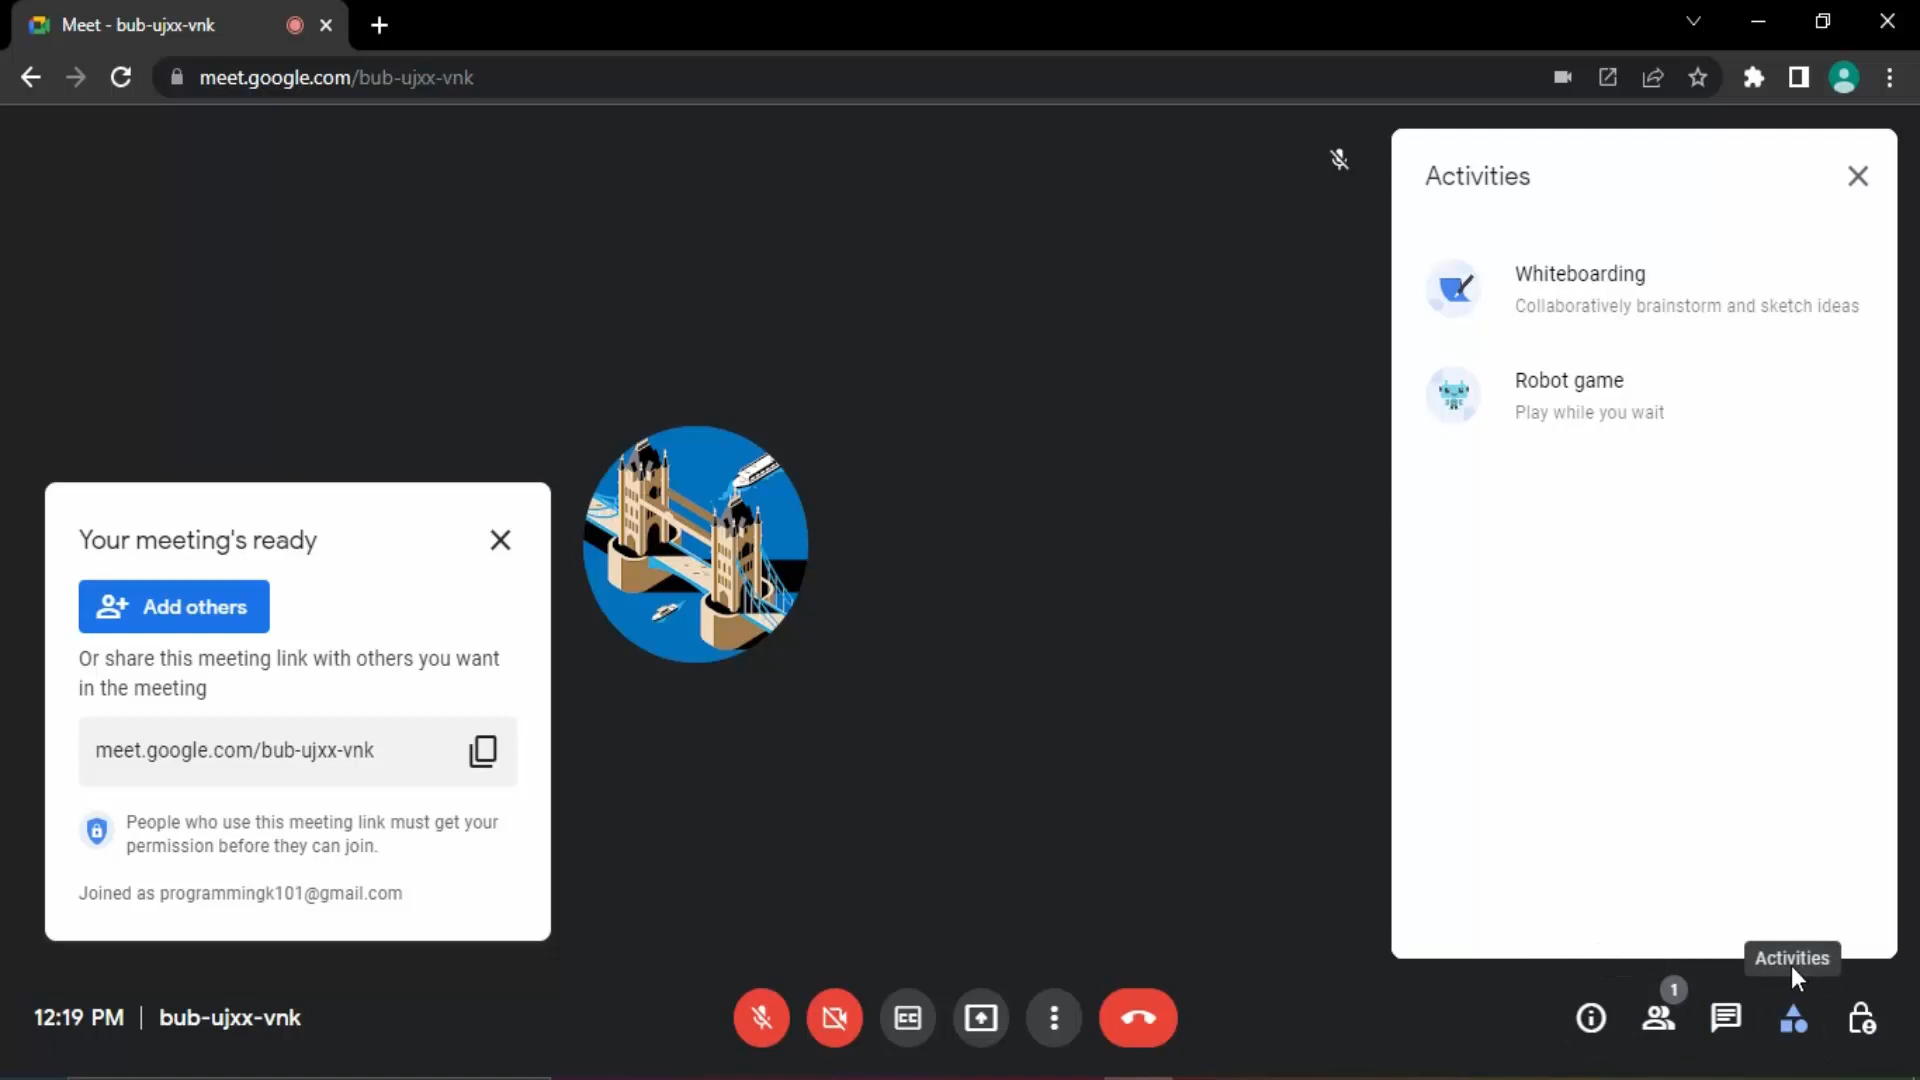 Meet - bub-ujxx-vnk
meet.google.com/bub-ujxx-vnk
Activities
Whiteboarding
Collaboratively brainstorm and sketch ideas
Robot game
Play while you wait
Your meeting's ready
Add others
Or share this meeting link with others you want
in the meeting
meet.google.com/bub-ujxx-vnk
People who use this meeting link must get your
permission before they can join.
Joined as programmingk101@gmail.com
Activities
12:19 PM | bub-ujxx-vnk
CC
1